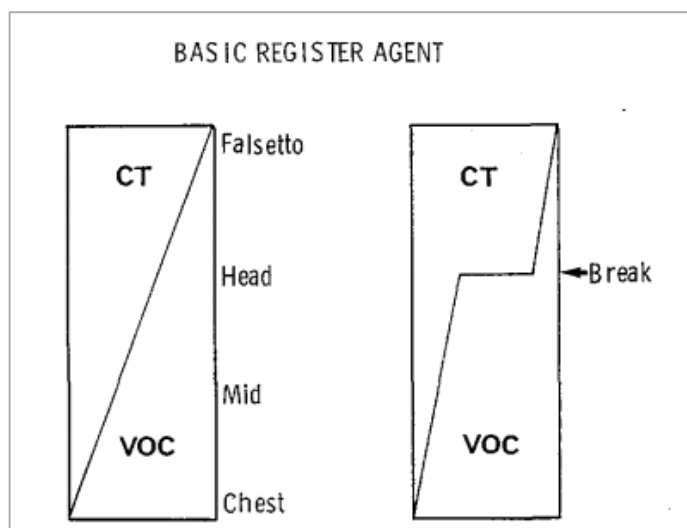 BASIC REGISTER AGENT
CT
Falsetto
Head
Mid
VOC
Chest
CT
Break
VOC